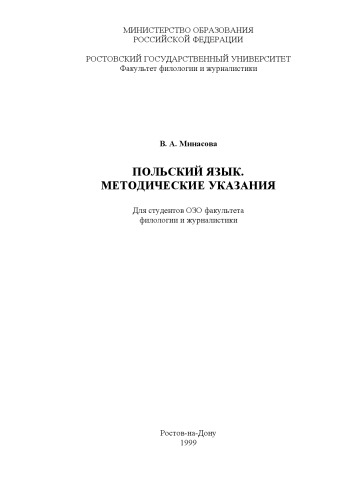 МИНИСТЕРСТВО ОБРАЗОВАНИЯ
РОССИЙСКОЙ ФЕДЕРАЦИИ
РОСТОВСКИЙ ГОСУДАРСТВЕННЫЙ УНИВЕРСИТЕТ
Факультет филологии и журналистики
В. А. Минасова
ПОЛЬСКИЙ ЯЗЫК.
МЕТОДИЧЕСКИЕ УКАЗАНИЯ
Для студентов ОЗО факультета
филологии и журналистики
Ростов-на-Дону
1999